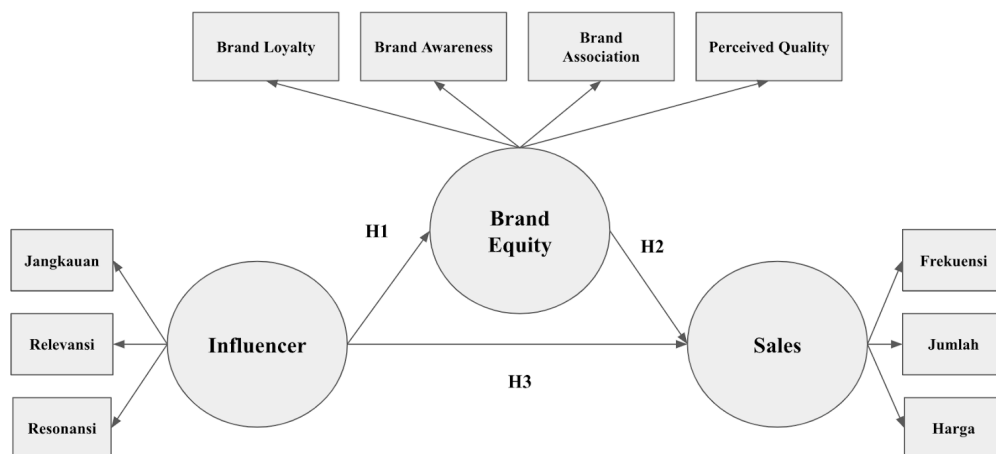 Brand Loyalty
Brand Awareness
Brand
Association
Perceived Quality
Brand
Equity
H1
H2
Jangkauan
Relevansi
Resonansi
Influencer
H3
Sales
Frekuensi
Jumlah
Harga